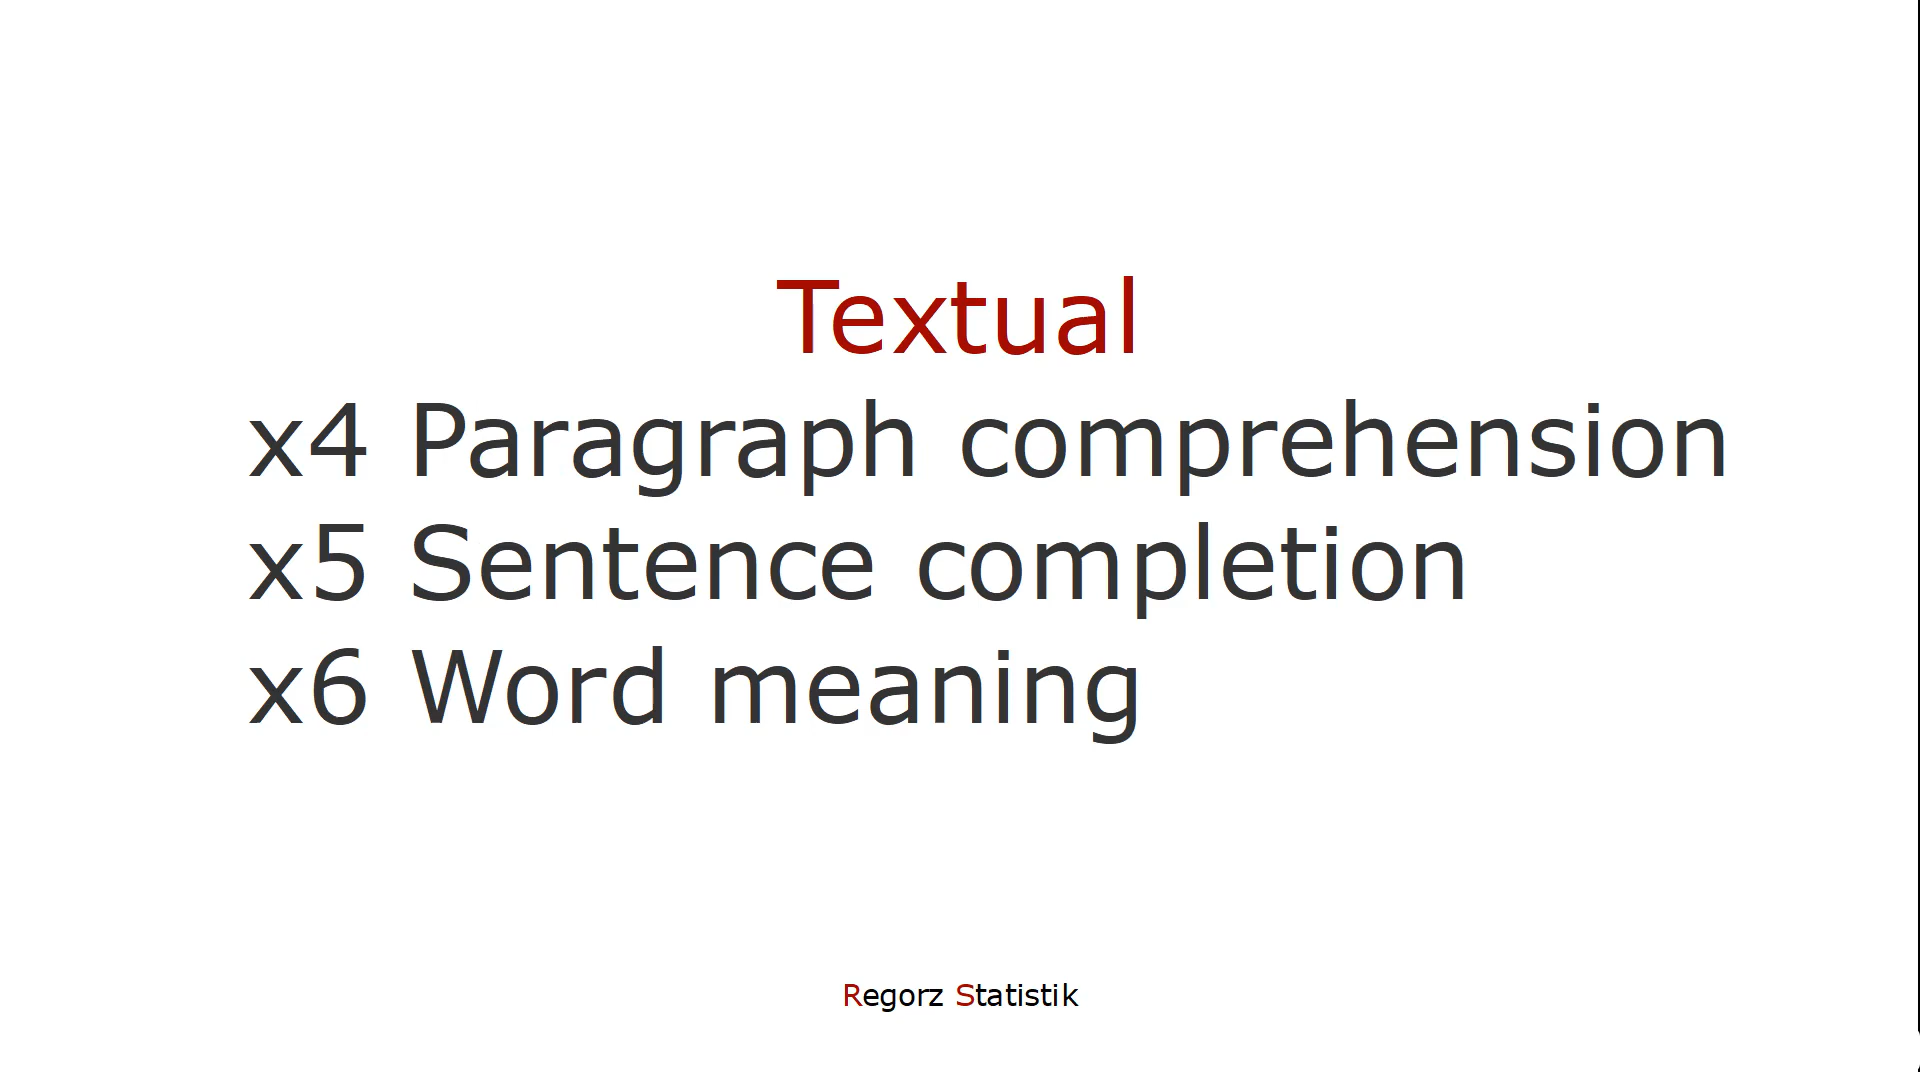 Textual
x4 Paragraph comprehension
x5 Sentence completion
x6 Word meaning
Regorz Statistik